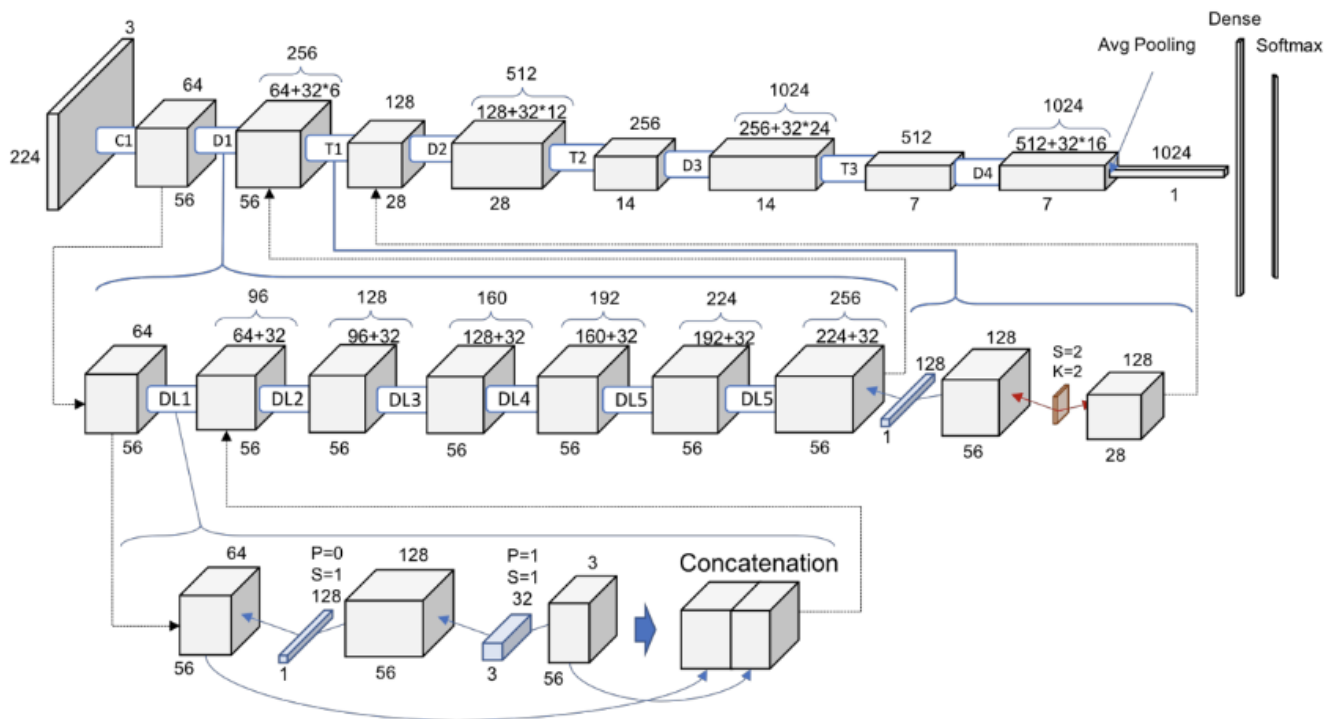 Dense
Softmax
Avg Pooling
3
224
C1
64
56
D1
256
64+32*6
56
T1
128
28
D2
512
128+32*12
28
T2
256
14
D3
1024
256+32*24
14
T3
512
7
D4
1024
512+32*16
7
1024
1
64
56
DL1
96
64+32
56
DL2
128
96+32
56
DL3
160
128+32
56
DL4
192
160+32
56
DL5
224
192+32
56
DL5
256
224+32
56
128
1
128
56
S=2
K=2
128
28
64
56
P=0
S=1
128
1
128
56
P=1
S=1
32
3
3
56
Concatenation